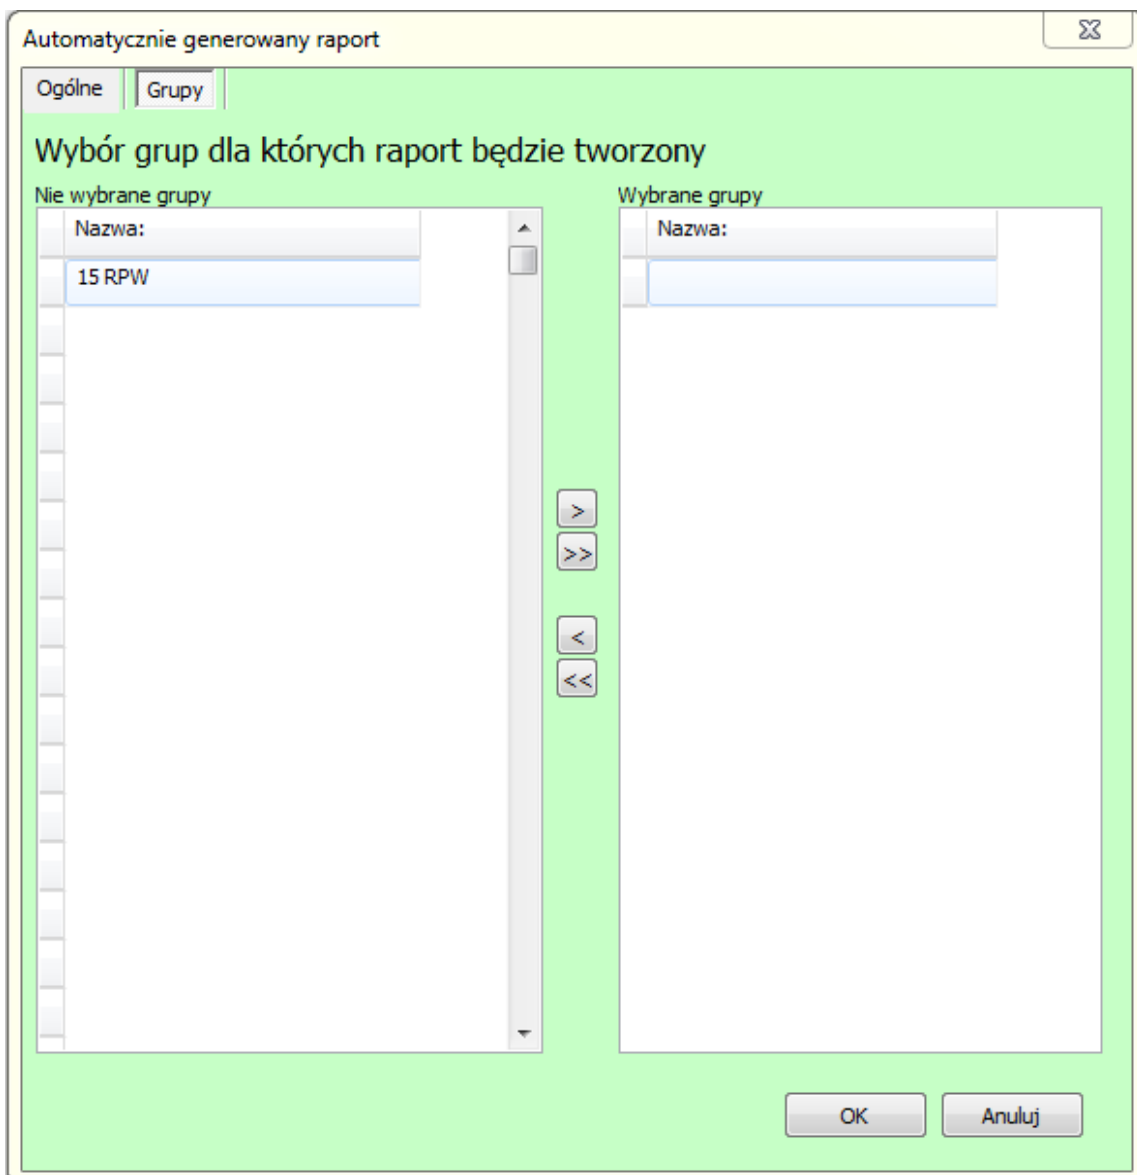 Automatycznie generowany raport
Ogólne Grupy
Wybór grup dla których raport będzie tworzony
Nie wybrane grupy Wybrane grupy
Nazwa: Nazwa:
15 RPW
>
>>
<
<<
OK Anuluj